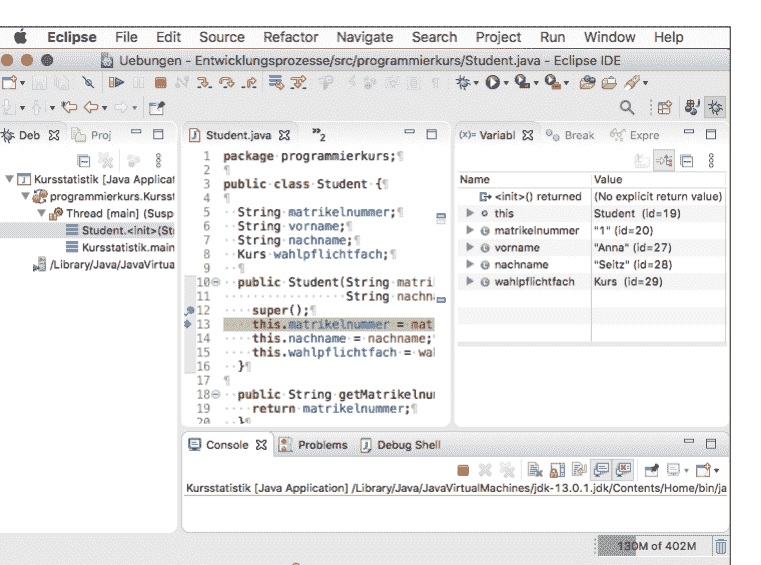 Eclipse File Edit Source Refactor Navigate Search Project Run Window Help
Uebungen - Entwicklungsprozesse/src/programmierkurs/Student.java - Eclipse IDE
Deb Proj
Kursstatistik [Java Applicat
programmierkurs.Kursst
Thread [main] (Susp
Student.<init>(St
Kursstatistik.main
/Library/Java/JavaVirtua
Student.java »2
1 package programmierkurs;¶
2 ¶
3 public class Student {¶
4 ¶
5 String matrikelnummer;¶
6 String vorname;¶
7 String nachname;¶
8 Kurs wahlpflichtfach;¶
9 ¶
10 public Student(String matri
11 String nachn
12 super();¶
13 this.matrikelnummer = mat
14 this.nachname = nachname;
15 this.wahlpflichtfach = wa
16 }¶
17 ¶
18 public String getMatrikelnu
19 return matrikelnummer;¶
20 }¶
(x)= Variabl Break Expre
Name Value
<init>() returned (No explicit return value)
this Student (id=19)
matrikelnummer "1" (id=20)
vorname "Anna" (id=27)
nachname "Seitz" (id=28)
wahlpflichtfach Kurs (id=29)
Console Problems Debug Shell
Kursstatistik [Java Application] /Library/Java/JavaVirtualMachines/jdk-13.0.1.jdk/Contents/Home/bin/ja
130M of 402M